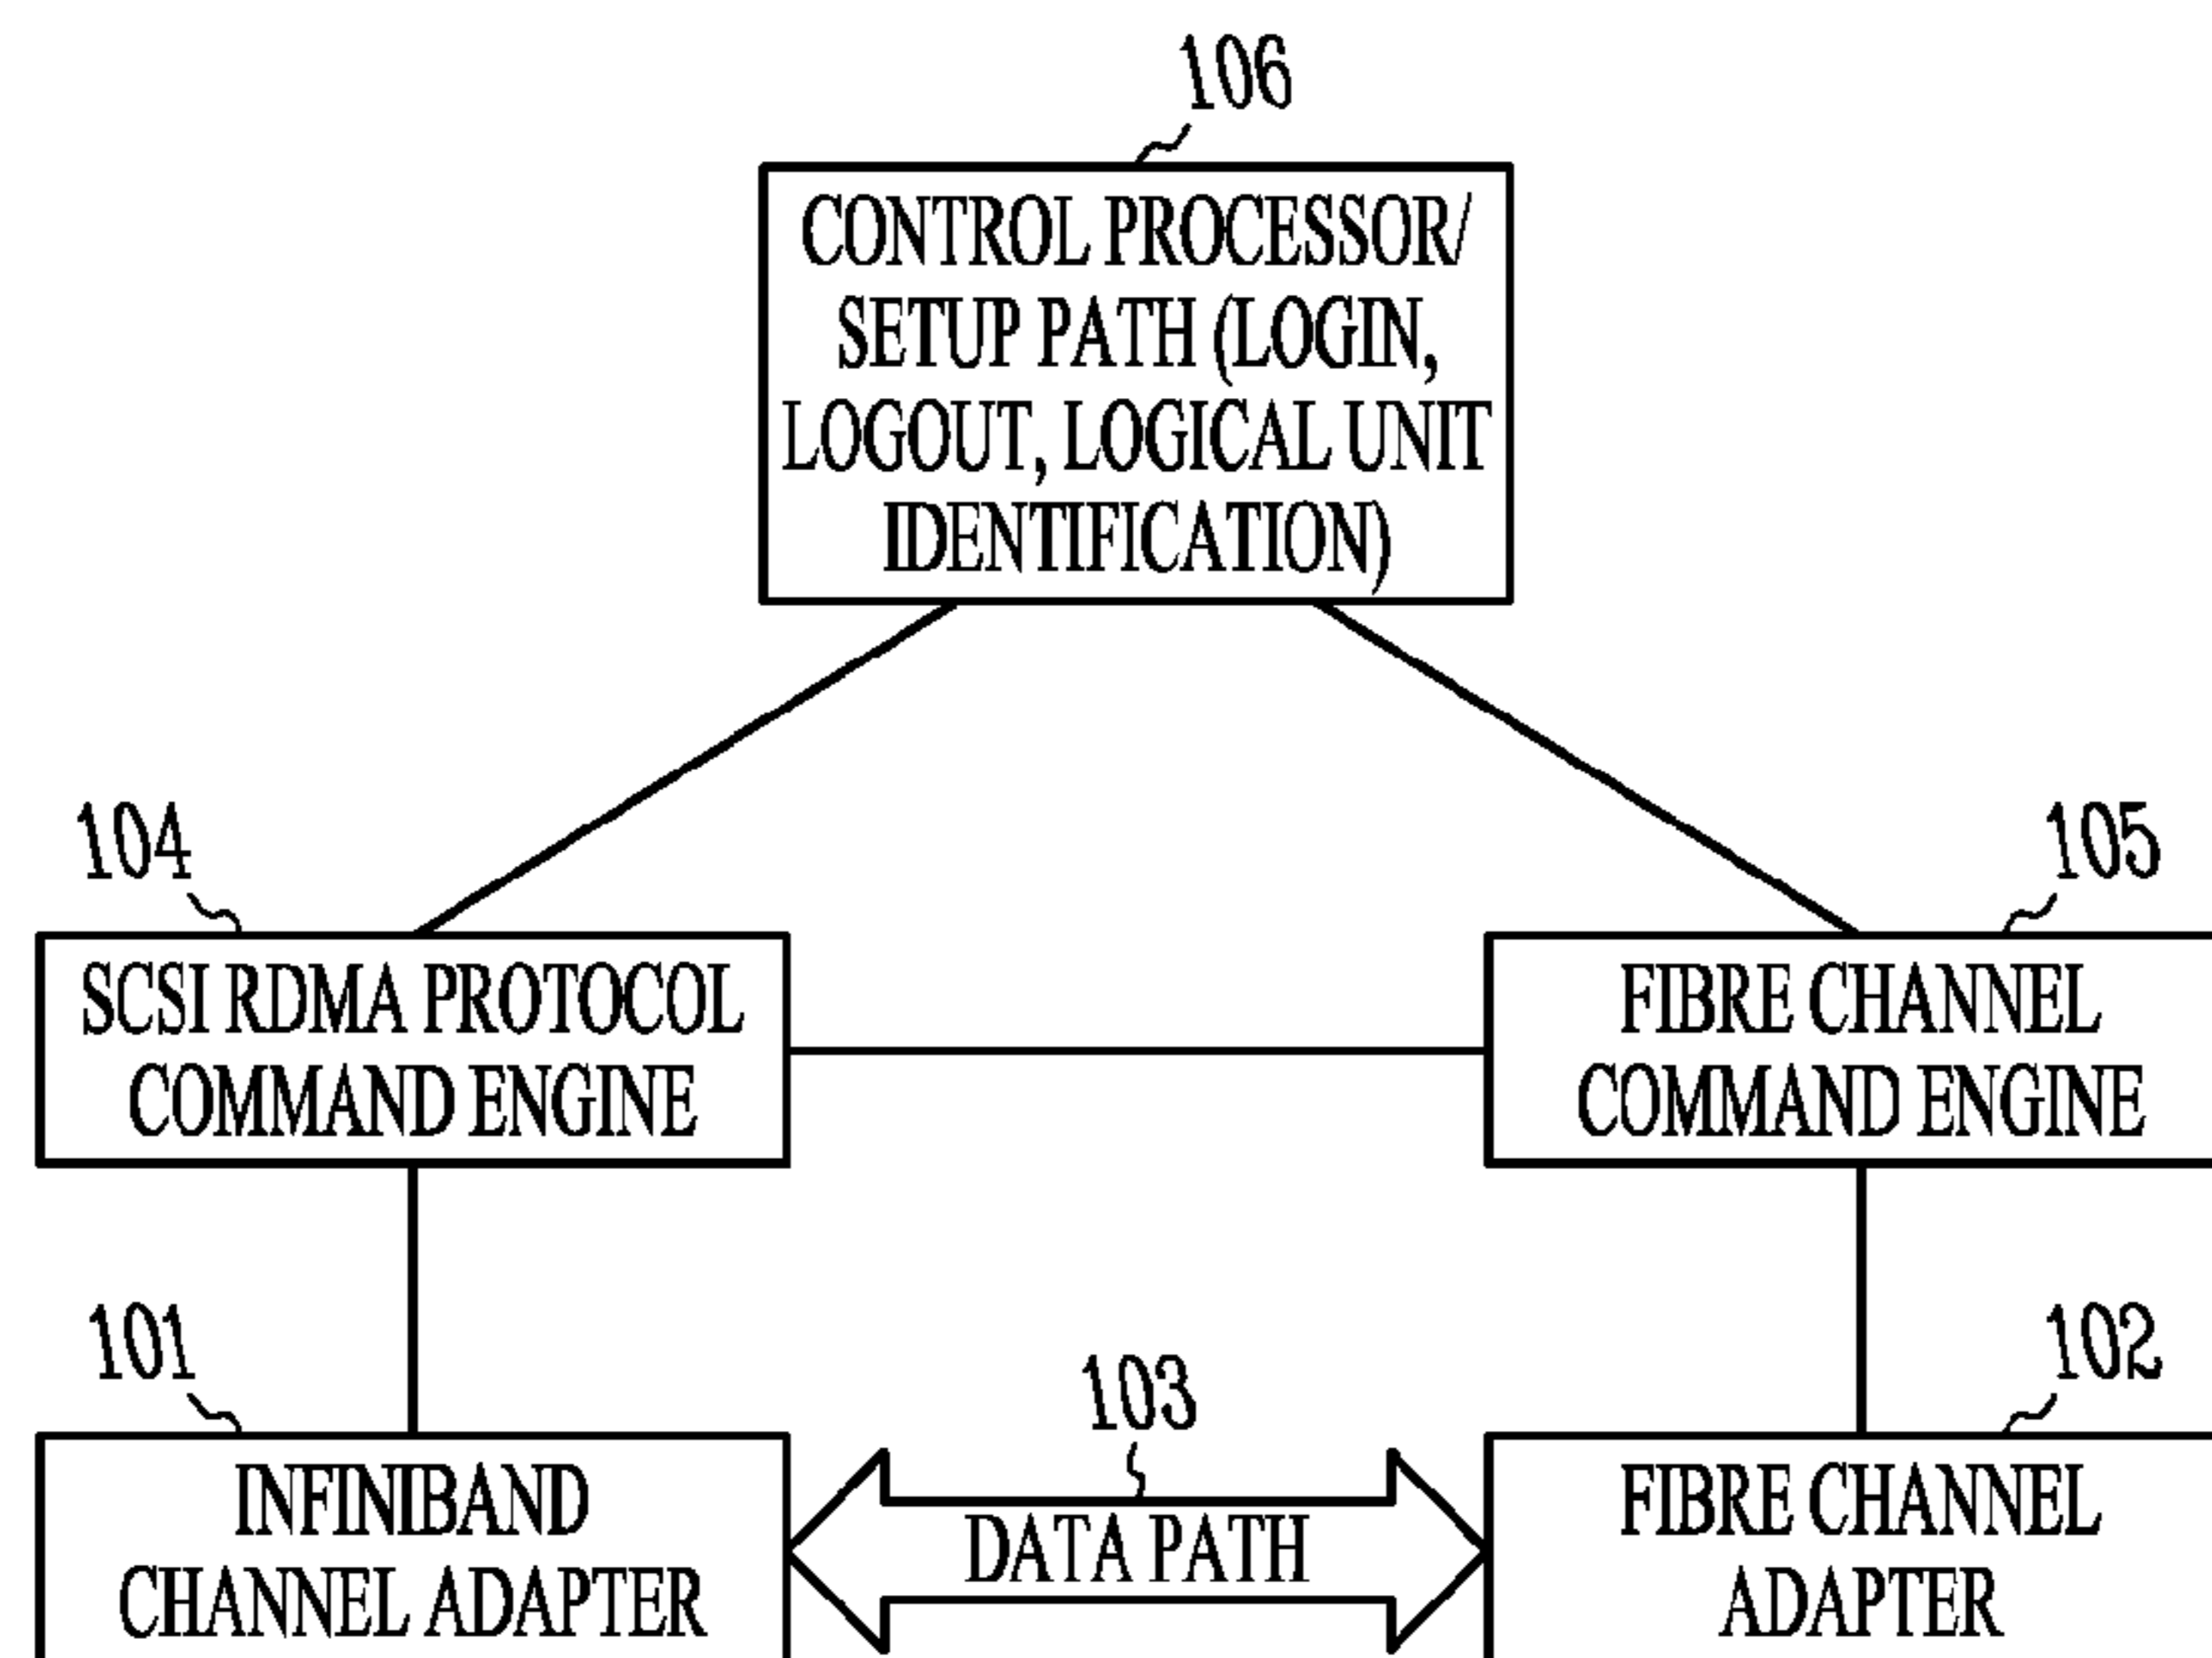 106
CONTROL PROCESSOR/
SETUP PATH (LOGIN,
LOGOUT, LOGICAL UNIT
IDENTIFICATION)
104
105
SCSI RDMA PROTOCOL
COMMAND ENGINE
FIBRE CHANNEL
COMMAND ENGINE
101
103
102
INFINIBAND
CHANNEL ADAPTER
DATA PATH
FIBRE CHANNEL
ADAPTER